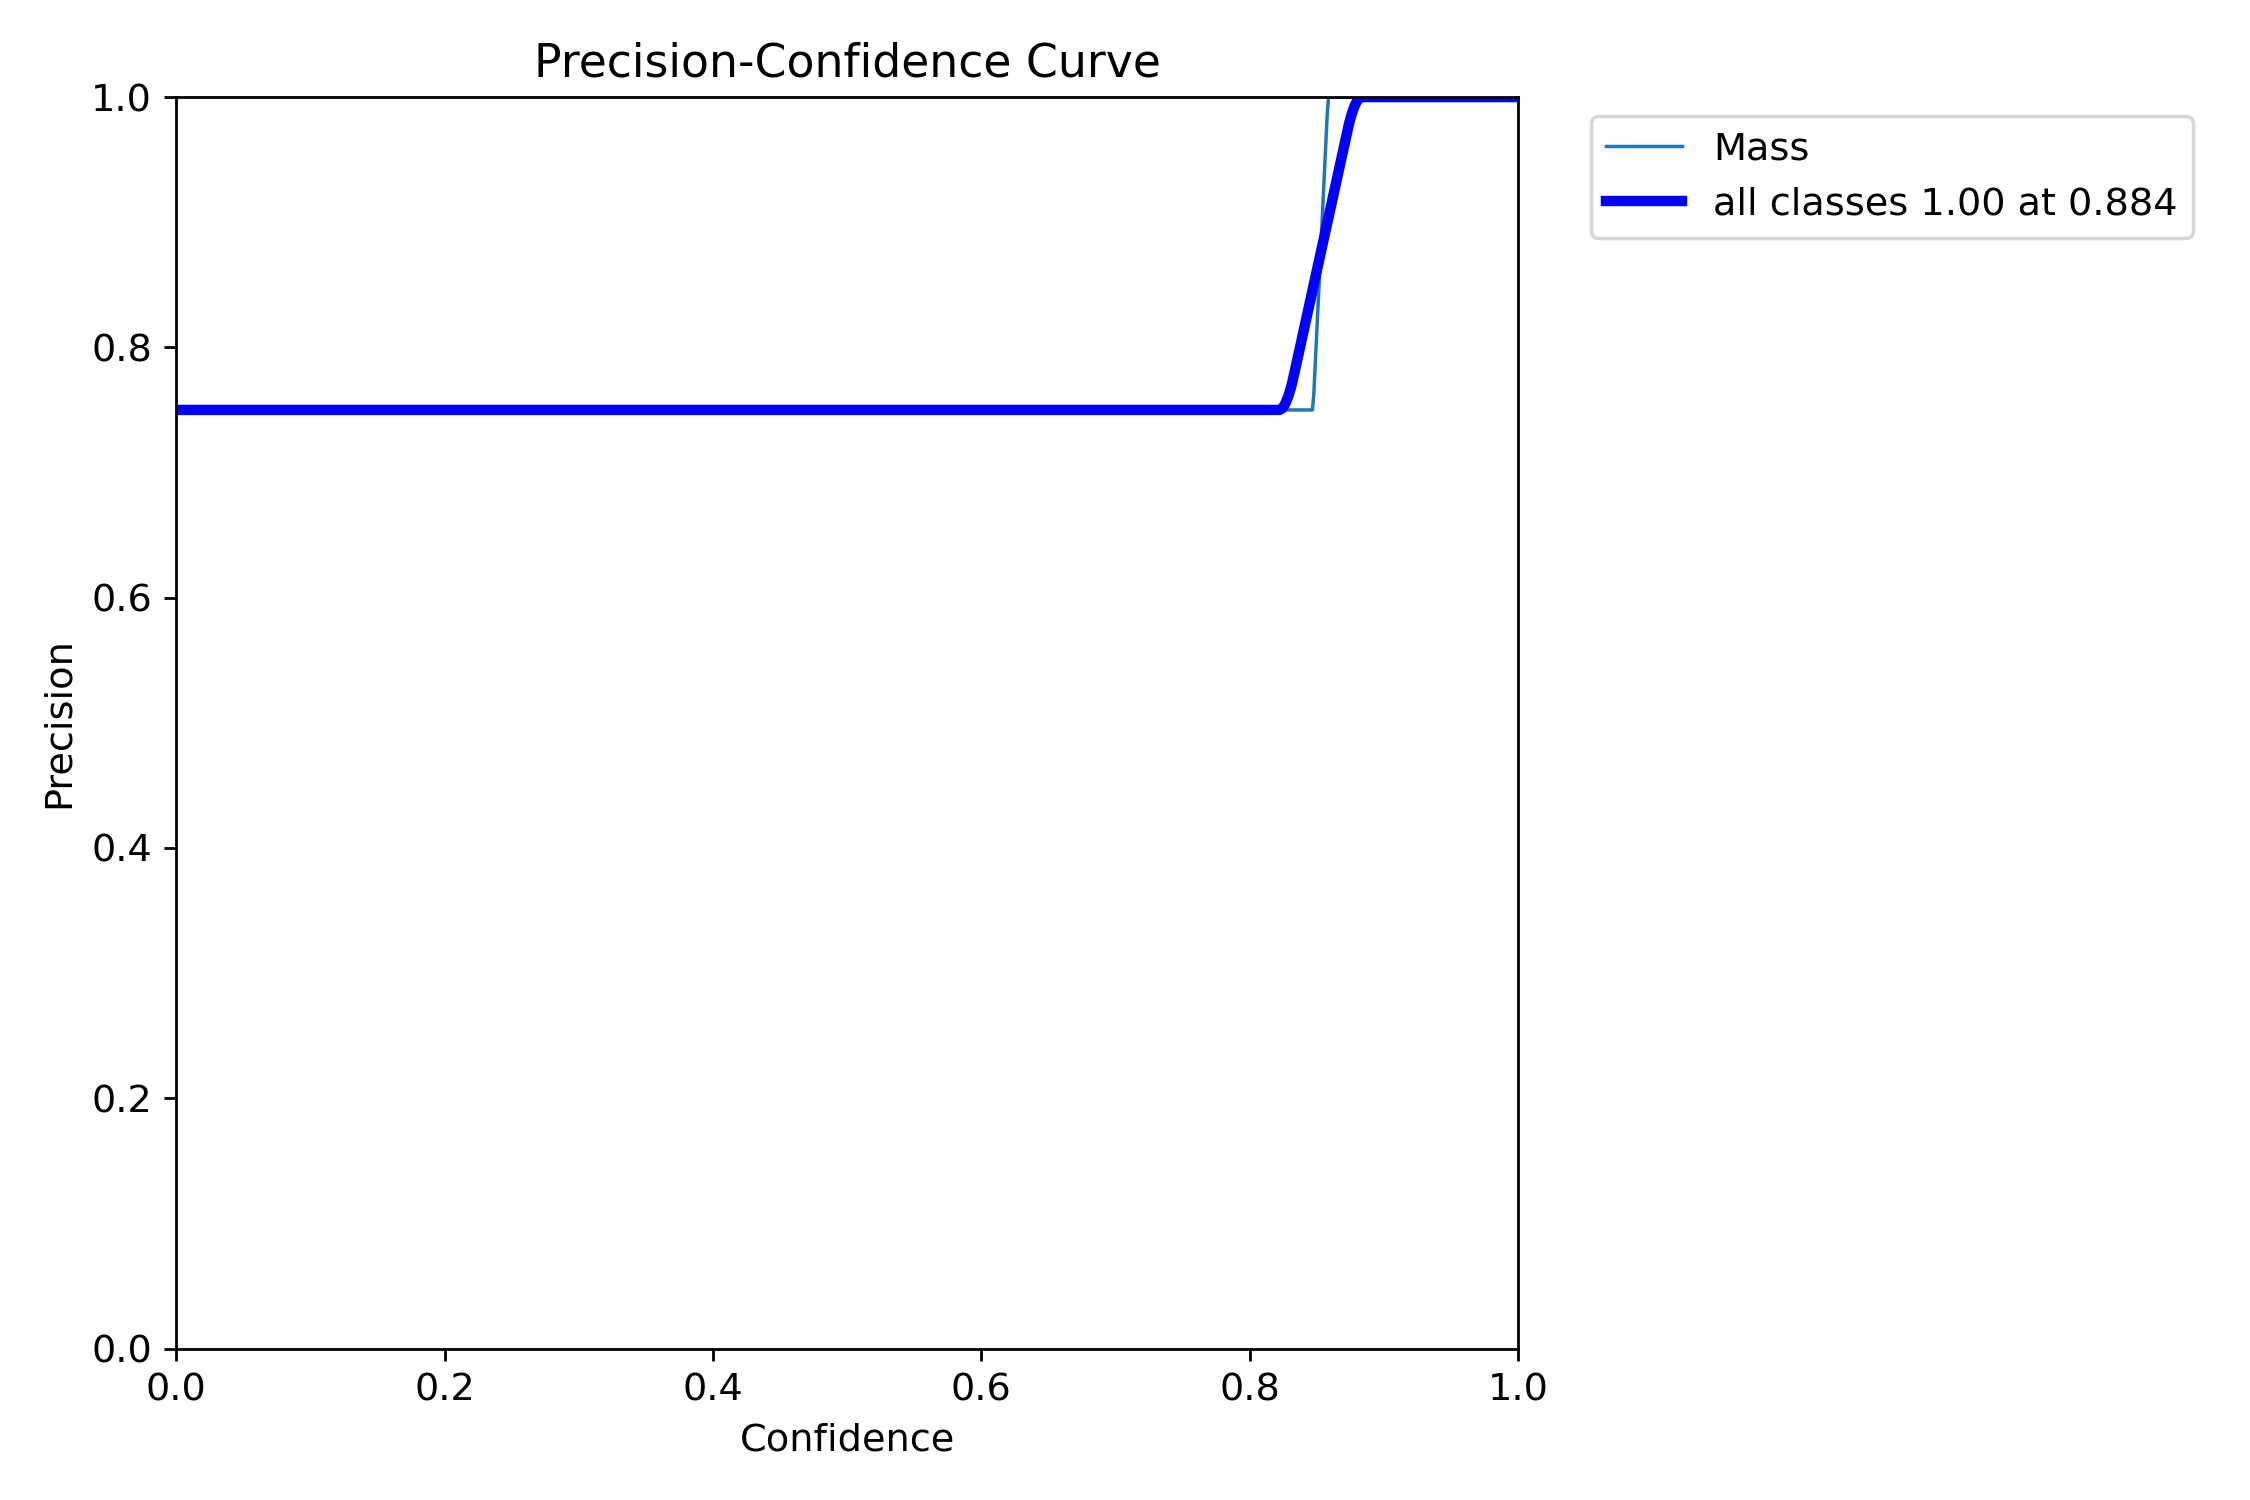 Precision-Confidence Curve
1.0
0.8
0.6
0.4
0.2
0.0
Precision
0.0 0.2 0.4 0.6 0.8 1.0
Confidence
Mass
all classes 1.00 at 0.884